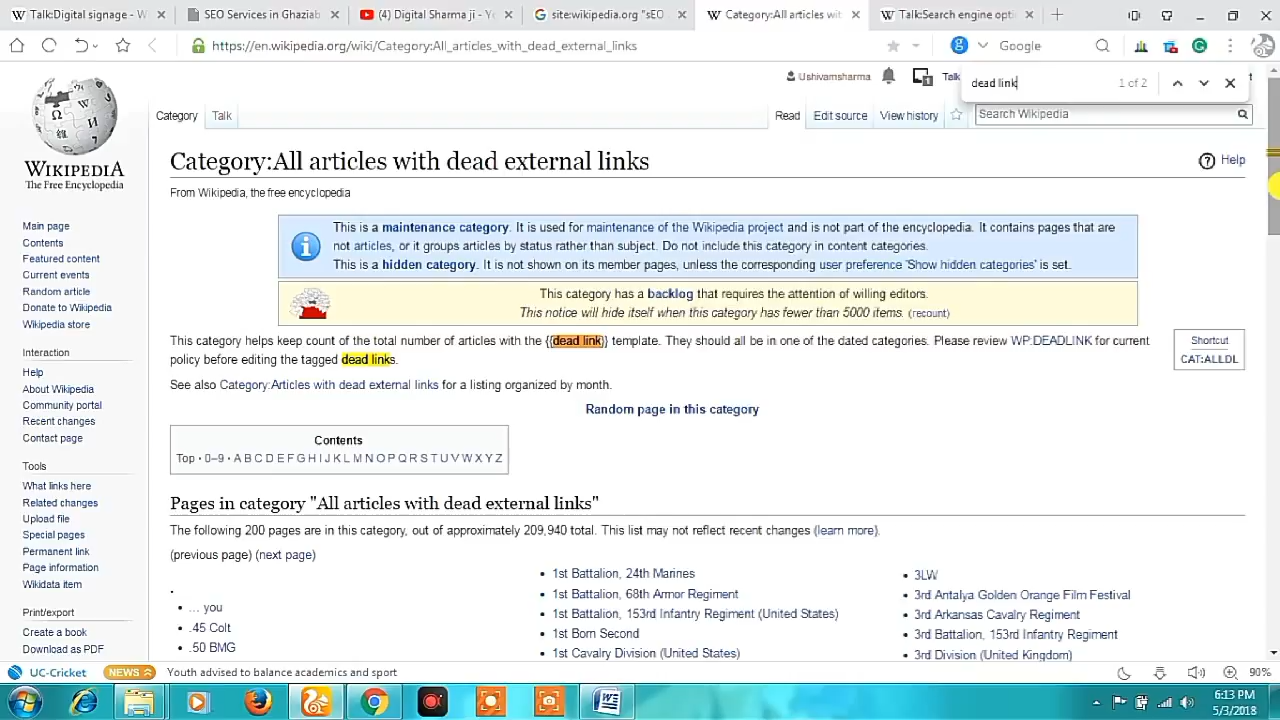 Talk:Digital signage - W
SEO Services in Ghaziab
(4) Digital Sharma ji - Yo
site:wikipedia.org "sEO
Category:All articles wit
Talk:Search engine opti
https://en.wikipedia.org/wiki/Category:All_articles_with_dead_external_links
Google
dead link
1 of 2
Ushivamsharma
1
Talk
WIKIPEDIA
The Free Encyclopedia
Category
Talk
Read
Edit source
View history
Search Wikipedia
Category:All articles with dead external links
Help
From Wikipedia, the free encyclopedia
This is a maintenance category. It is used for maintenance of the Wikipedia project and is not part of the encyclopedia. It contains pages that are
not articles, or it groups articles by status rather than subject. Do not include this category in content categories.
This is a hidden category. It is not shown on its member pages, unless the corresponding user preference 'Show hidden categories' is set.
This category has a backlog that requires the attention of willing editors.
This notice will hide itself when this category has fewer than 5000 items. (recount)
This category helps keep count of the total number of articles with the {{dead link}} template. They should all be in one of the dated categories. Please review WP:DEADLINK for current
policy before editing the tagged dead links.
Shortcut
CAT:ALLDL
See also Category:Articles with dead external links for a listing organized by month.
Random page in this category
Contents
Top · 0–9 · A B C D E F G H I J K L M N O P Q R S T U V W X Y Z
Pages in category "All articles with dead external links"
The following 200 pages are in this category, out of approximately 209,940 total. This list may not reflect recent changes (learn more).
(previous page) (next page)
.
• ... you
• .45 Colt
• .50 BMG
• 1st Battalion, 24th Marines
• 1st Battalion, 68th Armor Regiment
• 1st Battalion, 153rd Infantry Regiment (United States)
• 1st Born Second
• 1st Cavalry Division (United States)
• 3LW
• 3rd Antalya Golden Orange Film Festival
• 3rd Arkansas Cavalry Regiment
• 3rd Battalion, 153rd Infantry Regiment
• 3rd Division (United Kingdom)
Main page
Contents
Featured content
Current events
Random article
Donate to Wikipedia
Wikipedia store
Interaction
Help
About Wikipedia
Community portal
Recent changes
Contact page
Tools
What links here
Related changes
Upload file
Special pages
Permanent link
Page information
Wikidata item
Print/export
Create a book
Download as PDF
UC-Cricket
NEWS
Youth advised to balance academics and sport
90%
6:13 PM
5/3/2018